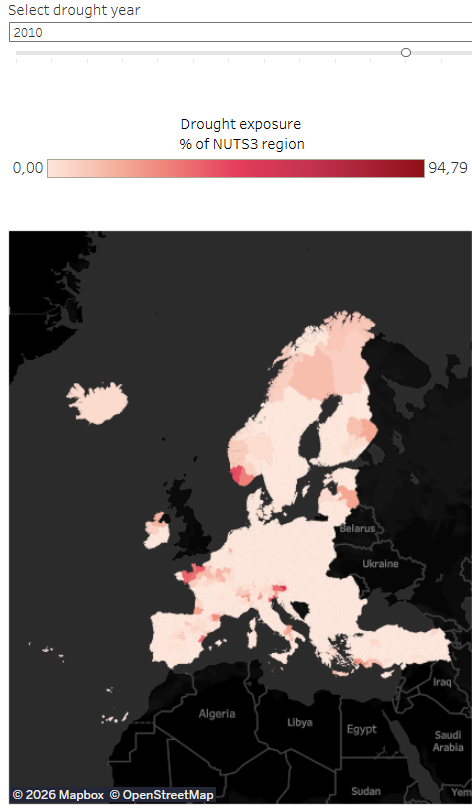 Select drought year
2010
Drought exposure
% of NUTS3 region
0,00
94,79
Belarus
Ukraine
Iraq
Algeria
Libya
Egypt
Saudi
Arabia
Sudan
Yem
© 2026 Mapbox © OpenStreetMap